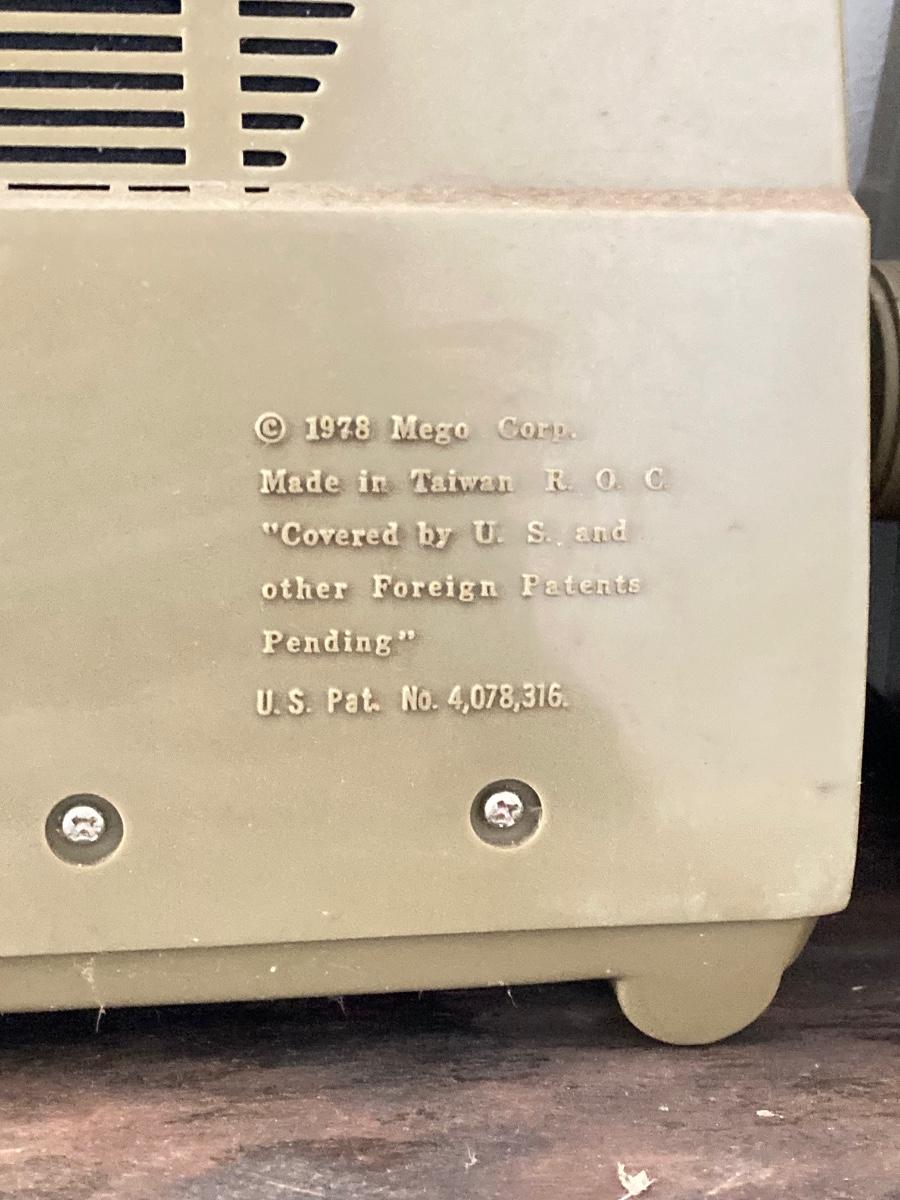 © 1978 Mego Corp.
Made in Taiwan R. O. C.
"Covered by U. S. and
other Foreign Patents
Pending"
U.S. Pat. No. 4,078,316.